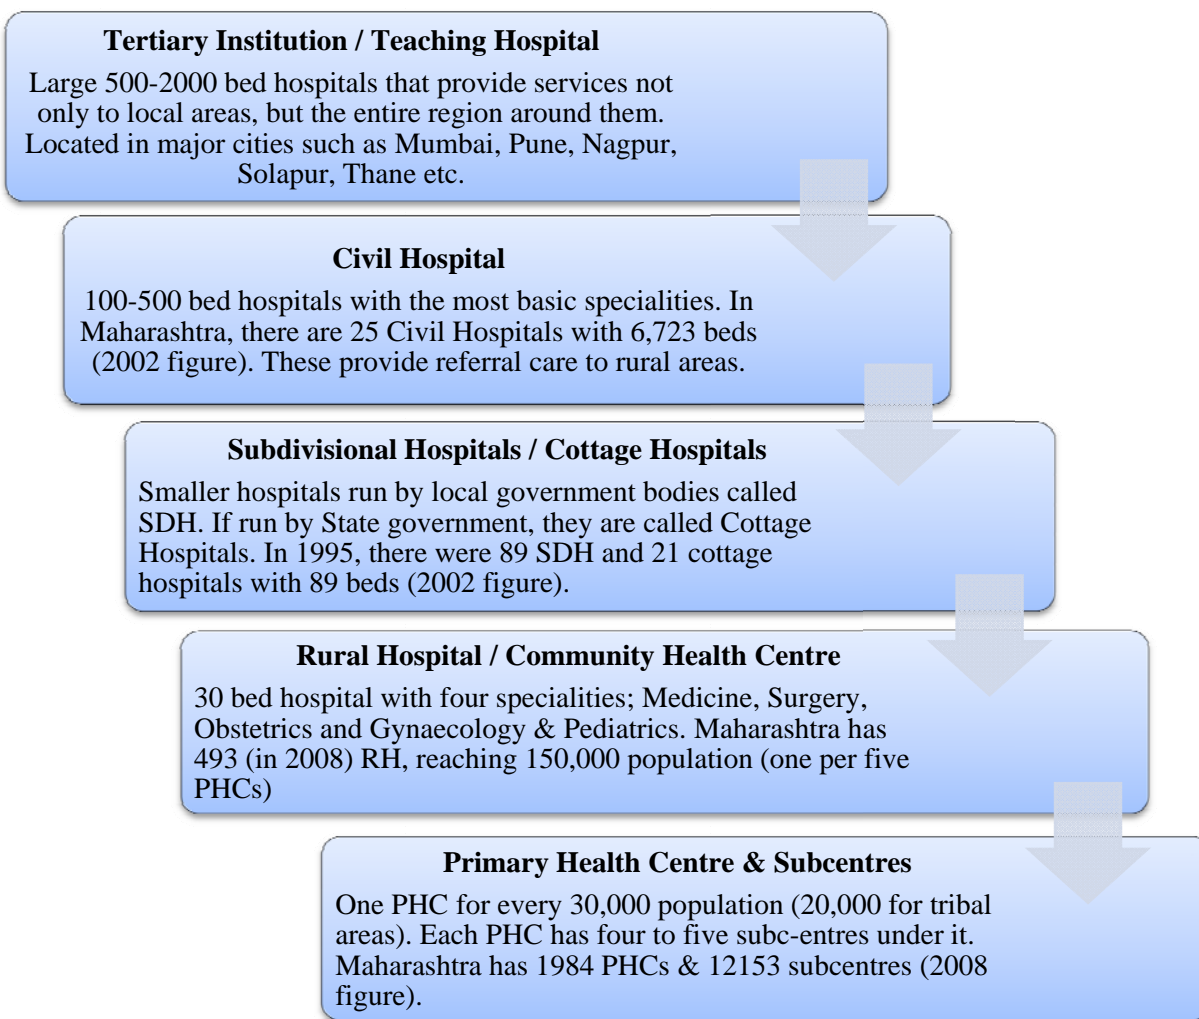 Tertiary Institution / Teaching Hospital
Large 500-2000 bed hospitals that provide services not
only to local areas, but the entire region around them.
Located in major cities such as Mumbai, Pune, Nagpur,
Solapur, Thane etc.
Civil Hospital
100-500 bed hospitals with the most basic specialities. In
Maharashtra, there are 25 Civil Hospitals with 6,723 beds
(2002 figure). These provide referral care to rural areas.
Subdivisional Hospitals / Cottage Hospitals
Smaller hospitals run by local government bodies called
SDH. If run by State government, they are called Cottage
Hospitals. In 1995, there were 89 SDH and 21 cottage
hospitals with 89 beds (2002 figure).
Rural Hospital / Community Health Centre
30 bed hospital with four specialities; Medicine, Surgery,
Obstetrics and Gynaecology & Pediatrics. Maharashtra has
493 (in 2008) RH, reaching 150,000 population (one per five
PHCs)
Primary Health Centre & Subcentres
One PHC for every 30,000 population (20,000 for tribal
areas). Each PHC has four to five subc-entres under it.
Maharashtra has 1984 PHCs & 12153 subcentres (2008
figure).